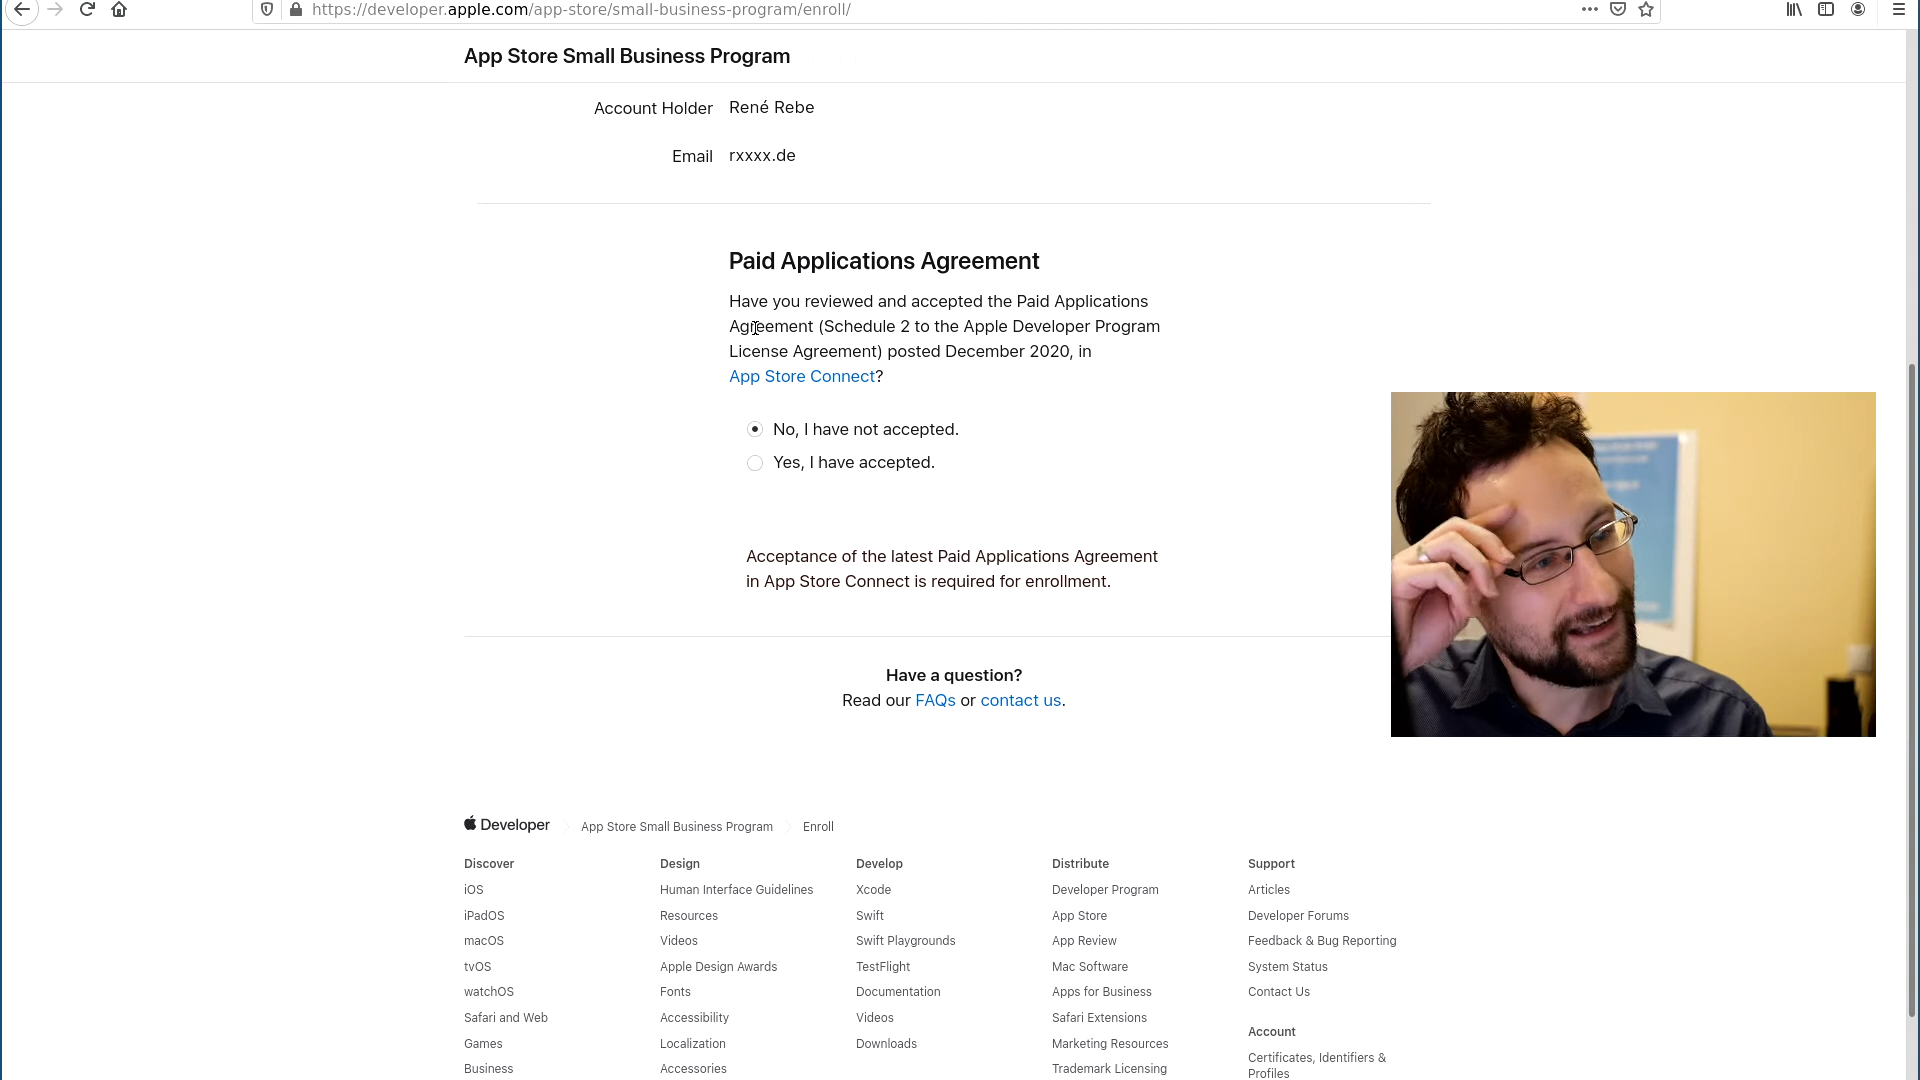 https://developer.apple.com/app-store/small-business-program/enroll/
App Store Small Business Program
Account Holder René Rebe
Email rxxxx.de
Paid Applications Agreement
Have you reviewed and accepted the Paid Applications
Agreement (Schedule 2 to the Apple Developer Program
License Agreement) posted December 2020, in
App Store Connect?
No, I have not accepted.
Yes, I have accepted.
Acceptance of the latest Paid Applications Agreement
in App Store Connect is required for enrollment.
Have a question?
Read our FAQs or contact us.
Developer App Store Small Business Program Enroll
Discover
iOS
iPadOS
macOS
tvOS
watchOS
Safari and Web
Games
Business
Design
Human Interface Guidelines
Resources
Videos
Apple Design Awards
Fonts
Accessibility
Localization
Accessories
Develop
Xcode
Swift
Swift Playgrounds
TestFlight
Documentation
Videos
Downloads
Distribute
Developer Program
App Store
App Review
Mac Software
Apps for Business
Safari Extensions
Marketing Resources
Trademark Licensing
Support
Articles
Developer Forums
Feedback & Bug Reporting
System Status
Contact Us
Account
Certificates, Identifiers &
Profiles